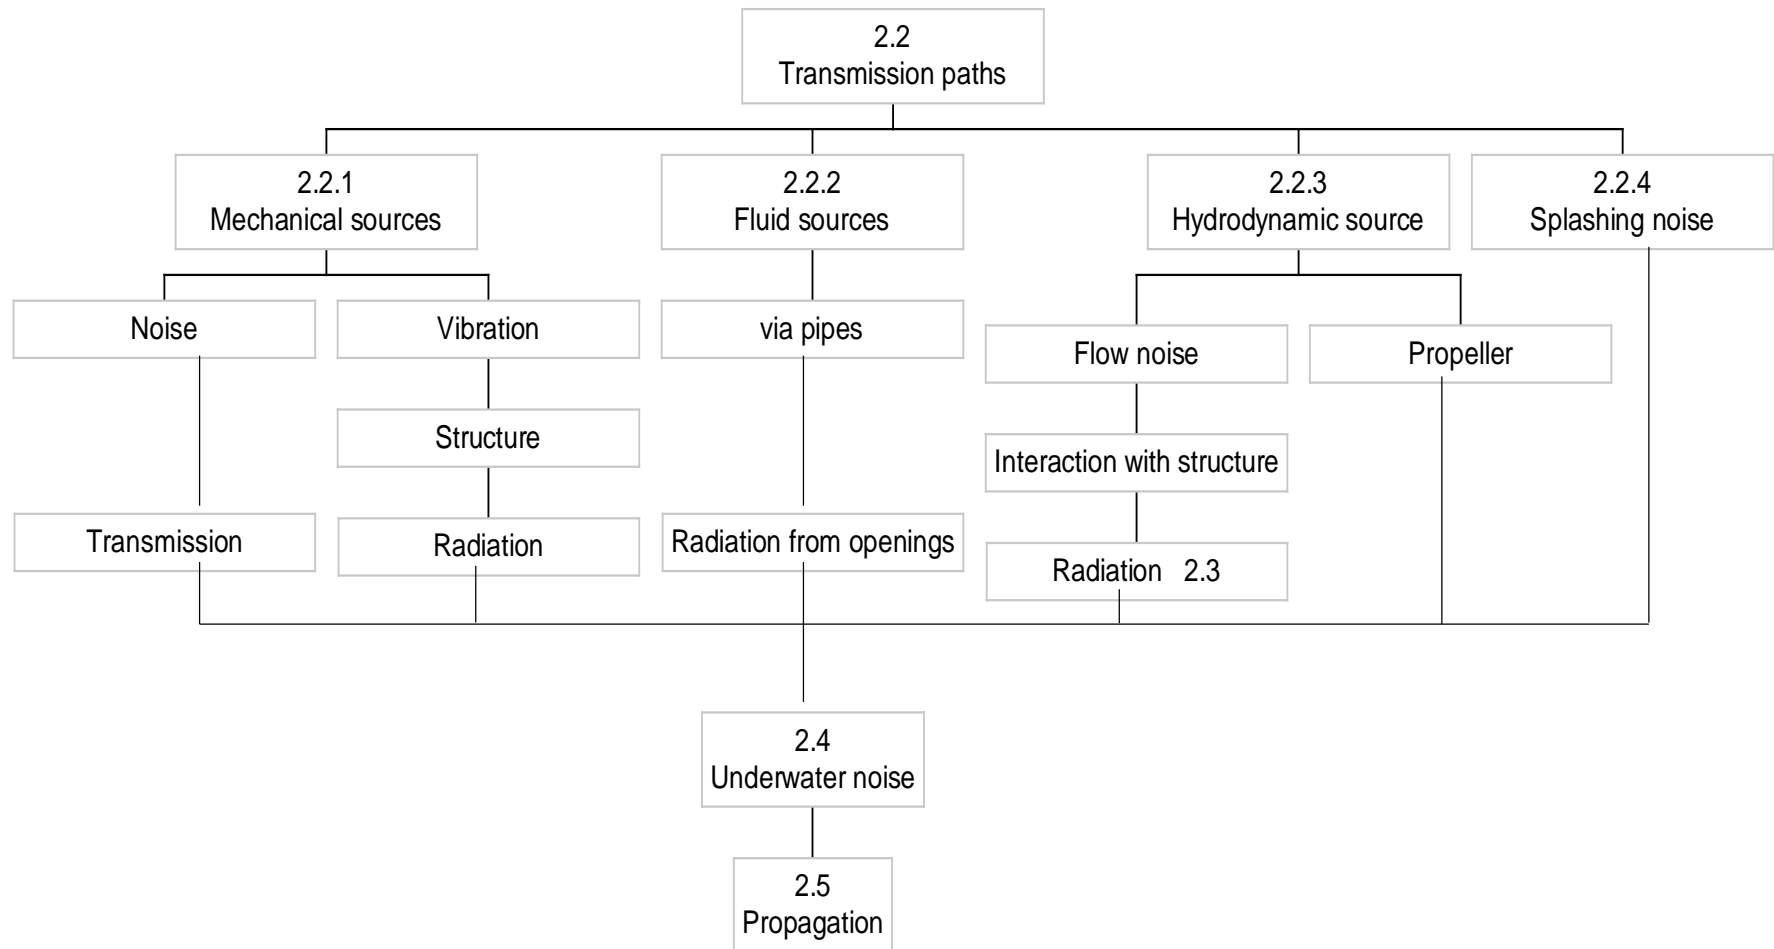 2.2
Transmission paths
2.2.1
Mechanical sources
2.2.2
Fluid sources
2.2.3
Hydrodynamic source
2.2.4
Splashing noise
Noise
Vibration
via pipes
Flow noise
Propeller
Structure
Interaction with structure
Transmission
Radiation
Radiation from openings
Radiation 2.3
2.4
Underwater noise
2.5
Propagation